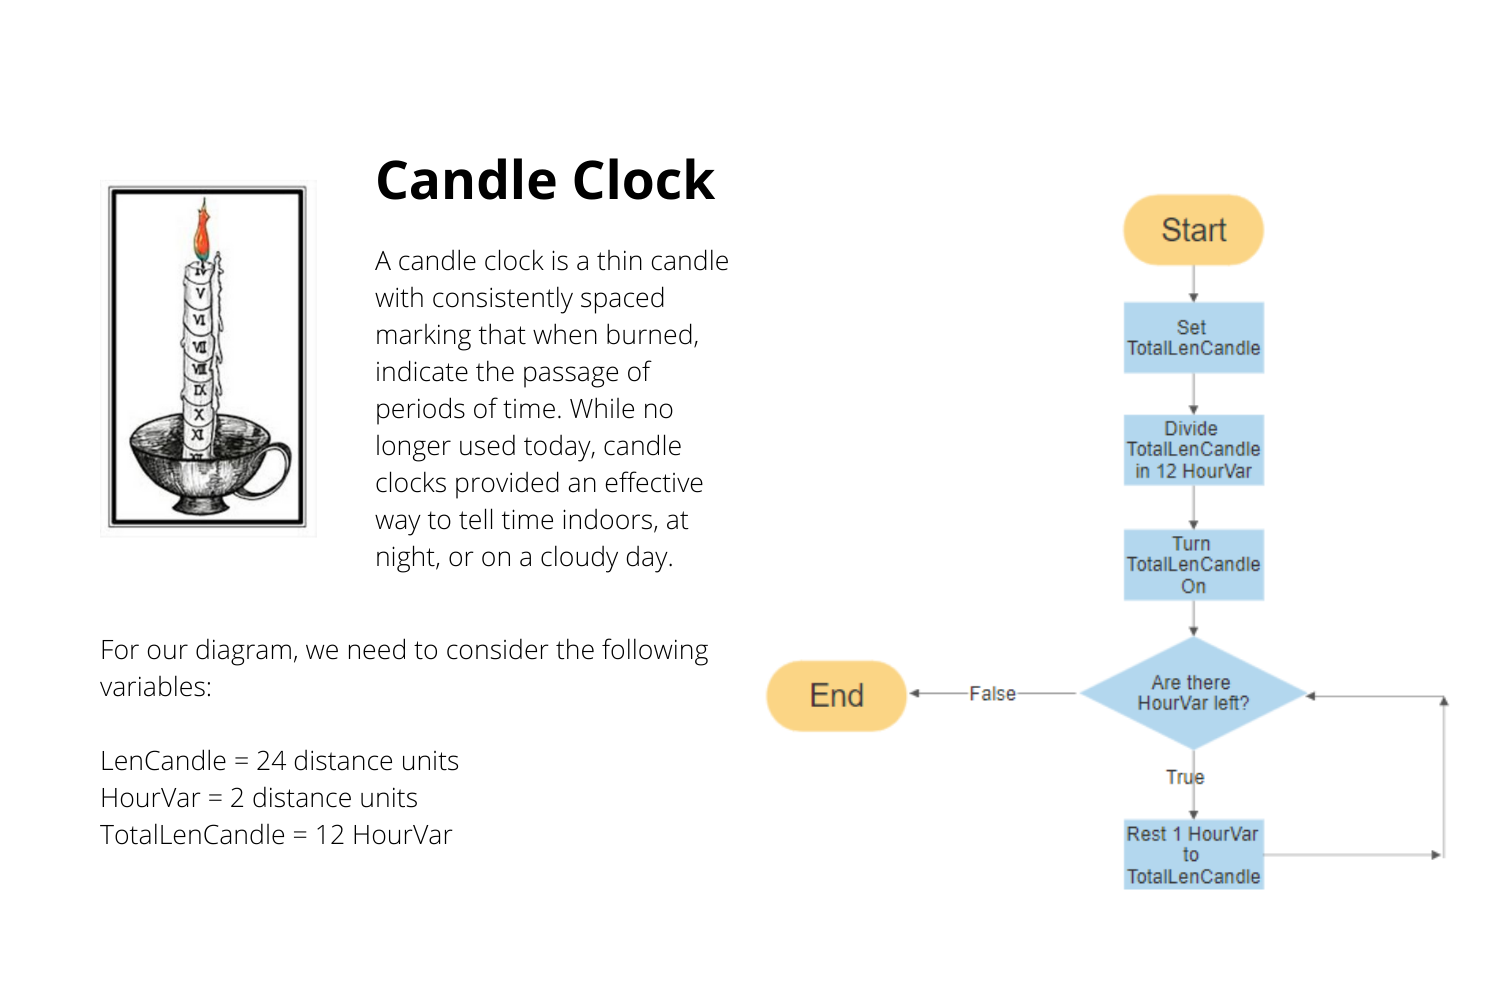 Candle Clock
A candle clock is a thin candle
with consistently spaced
marking that when burned,
indicate the passage of
periods of time. While no
longer used today, candle
clocks provided an effective
way to tell time indoors, at
night, or on a cloudy day.
IV
V
VI
VII
VIII
IX
X
XI
For our diagram, we need to consider the following
variables:
LenCandle = 24 distance units
HourVar = 2 distance units
TotalLenCandle = 12 HourVar
Start
Set
TotalLenCandle
Divide
TotalLenCandle
in 12 HourVar
Turn
TotalLenCandle
On
Are there
HourVar left?
False
End
True
Rest 1 HourVar
to
TotalLenCandle